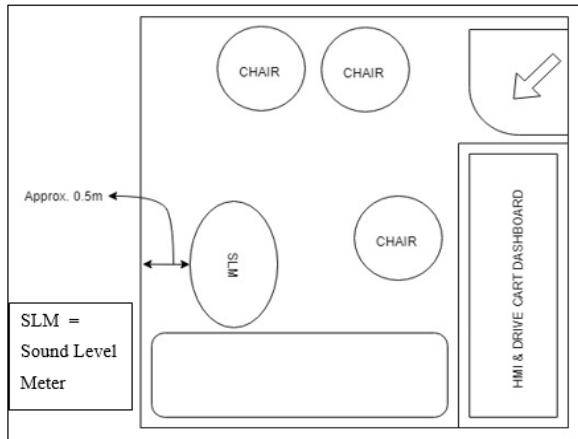 CHAIR
CHAIR
Approx. 0.5m
SLM
CHAIR
HMI & DRIVE CART DASHBOARD
SLM =
Sound Level
Meter